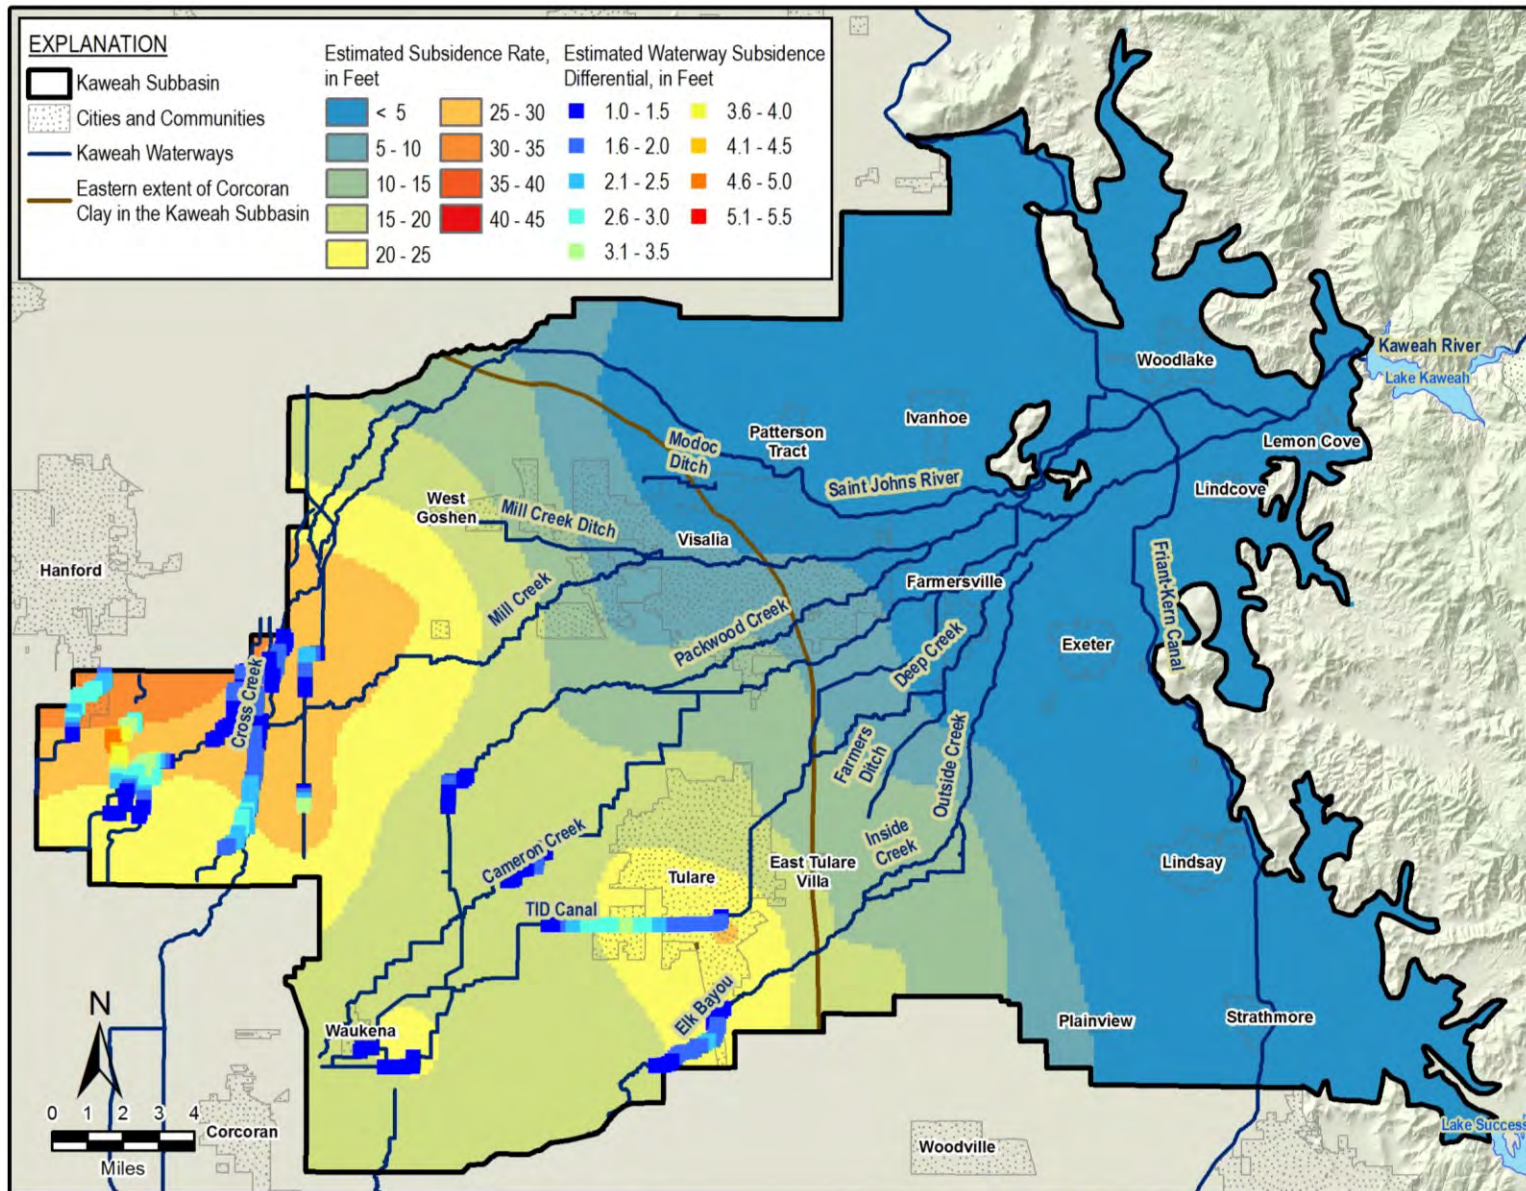 EXPLANATION
Kaweah Subbasin
Cities and Communities
Kaweah Waterways
Eastern extent of Corcoran
Clay in the Kaweah Subbasin
Estimated Subsidence Rate,
in Feet
< 5
5 - 10
10 - 15
15 - 20
20 - 25
25 - 30
30 - 35
35 - 40
40 - 45
Estimated Waterway Subsidence
Differential, in Feet
1.0 - 1.5
1.6 - 2.0
2.1 - 2.5
2.6 - 3.0
3.1 - 3.5
3.6 - 4.0
4.1 - 4.5
4.6 - 5.0
5.1 - 5.5
Woodlake
Kaweah River
Lake Kaweah
Ivanhoe
Patterson
Tract
Modoc
Ditch
Lemon Cove
Saint Johns River
Lindcove
West
Goshen
Mill Creek Ditch
Visalia
Hanford
Mill Creek
Farmersville
Friant-Kern Canal
Packwood Creek
Deep Creek
Exeter
Cross Creek
Farmers
Ditch
Outside Creek
Inside
Creek
Cameron Creek
Tulare
East Tulare
Villa
Lindsay
TID Canal
Elk Bayou
Waukena
Plainview
Strathmore
N
0 1 2 3 4
Miles
Corcoran
Woodville
Lake Success